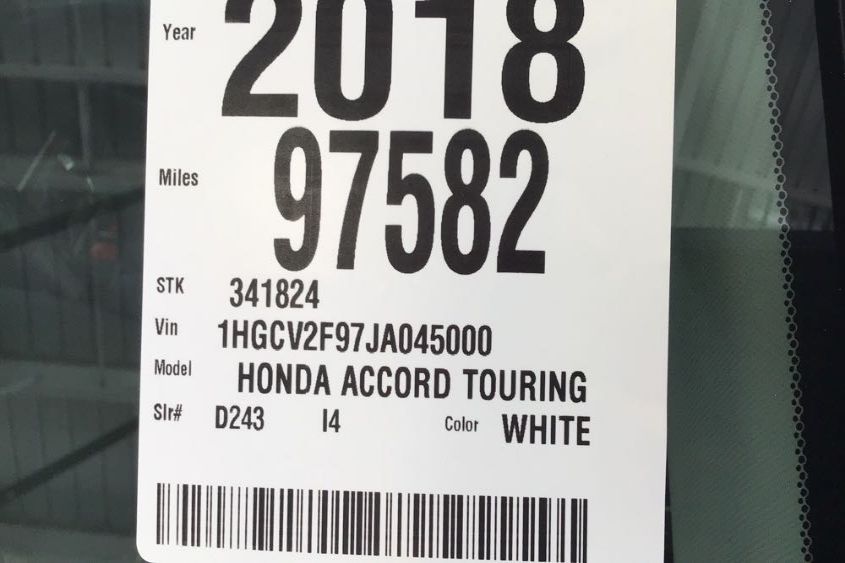 Year 2018
Miles 97582
STK 341824
Vin 1HGCV2F97JA045000
Model HONDA ACCORD TOURING
Slr# D243 I4 Color WHITE